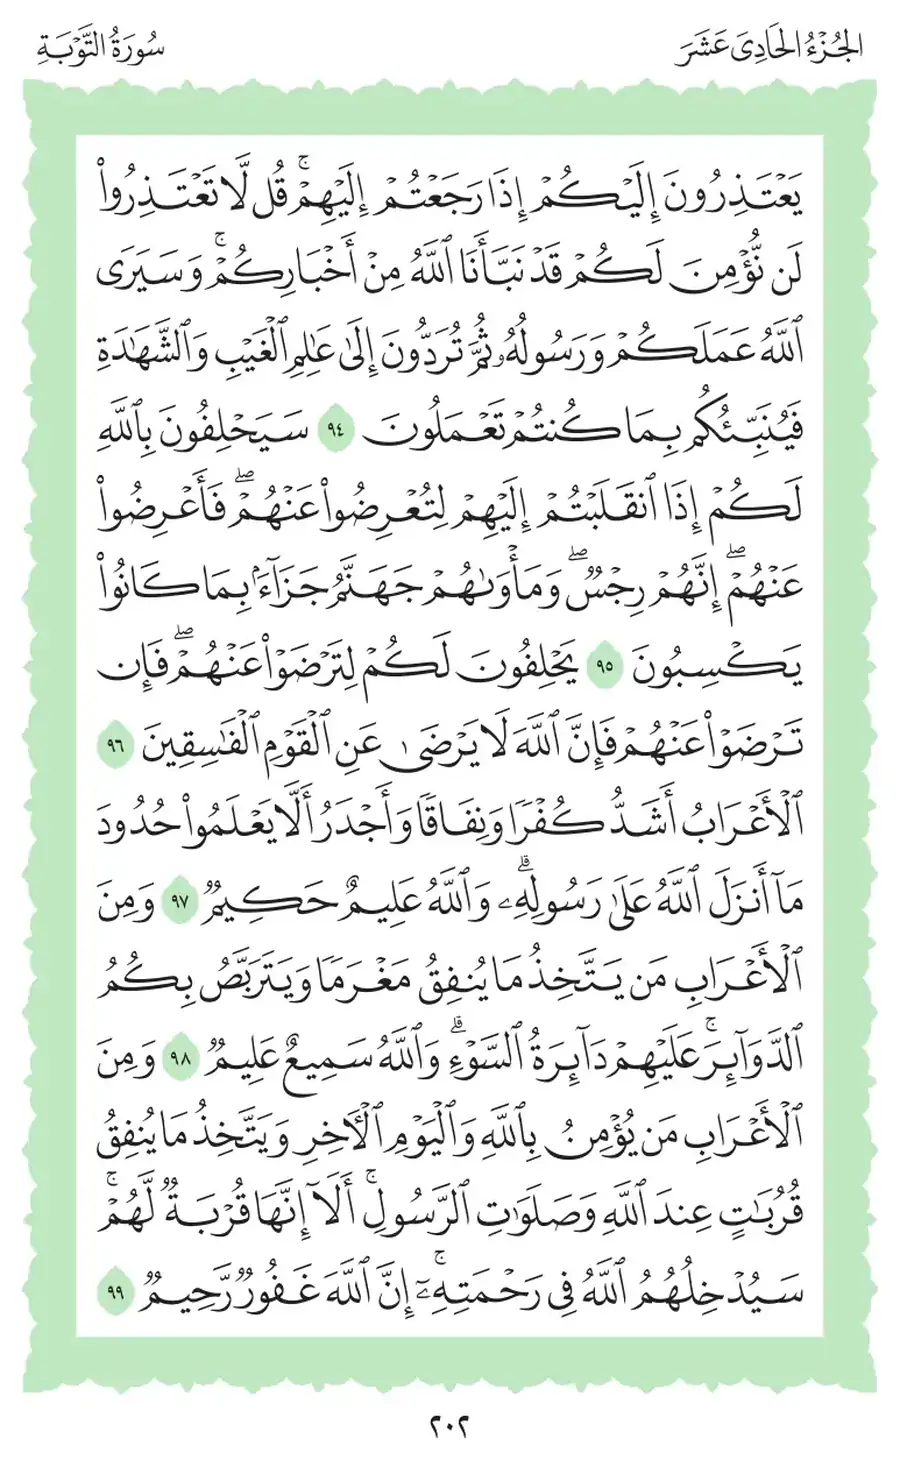 الجُزْءُ الحَادِىَ عَشَرَ
سُورَةُ التَّوْبَةِ
يَعْتَذِرُونَ إِلَيْكُمْ إِذَا رَجَعْتُمْ إِلَيْهِمْۚ قُل لَّا تَعْتَذِرُوا۟
لَن نُّؤْمِنَ لَكُمْ قَدْ نَبَّأَنَا ٱللَّهُ مِنْ أَخْبَارِكُمْۚ وَسَيَرَى
ٱللَّهُ عَمَلَكُمْ وَرَسُولُهُۥ ثُمَّ تُرَدُّونَ إِلَىٰ عَـٰلِمِ ٱلْغَيْبِ وَٱلشَّهَـٰدَةِ
فَيُنَبِّئُكُم بِمَا كُنتُمْ تَعْمَلُونَ ٩٤ سَيَحْلِفُونَ بِٱللَّهِ
لَكُمْ إِذَا ٱنقَلَبْتُمْ إِلَيْهِمْ لِتُعْرِضُوا۟ عَنْهُمْۖ فَأَعْرِضُوا۟
عَنْهُمْۖ إِنَّهُمْ رِجْسٌۖ وَمَأْوَىٰهُمْ جَهَنَّمُ جَزَآءًۢ بِمَا كَانُوا۟
يَكْسِبُونَ ٩٥ يَحْلِفُونَ لَكُمْ لِتَرْضَوْا۟ عَنْهُمْۖ فَإِن
تَرْضَوْا۟ عَنْهُمْ فَإِنَّ ٱللَّهَ لَا يَرْضَىٰ عَنِ ٱلْقَوْمِ ٱلْفَـٰسِقِينَ ٩٦
ٱلْأَعْرَابُ أَشَدُّ كُفْرًا وَنِفَاقًا وَأَجْدَرُ أَلَّا يَعْلَمُوا۟ حُدُودَ
مَآ أَنزَلَ ٱللَّهُ عَلَىٰ رَسُولِهِۦۗ وَٱللَّهُ عَلِيمٌ حَكِيمٌ ٩٧ وَمِنَ
ٱلْأَعْرَابِ مَن يَتَّخِذُ مَا يُنفِقُ مَغْرَمًا وَيَتَرَبَّصُ بِكُمُ
ٱلدَّوَآئِرَۚ عَلَيْهِمْ دَآئِرَةُ ٱلسَّوْءِۗ وَٱللَّهُ سَمِيعٌ عَلِيمٌ ٩٨ وَمِنَ
ٱلْأَعْرَابِ مَن يُؤْمِنُ بِٱللَّهِ وَٱلْيَوْمِ ٱلْـَٔاخِرِ وَيَتَّخِذُ مَا يُنفِقُ
قُرُبَـٰتٍ عِندَ ٱللَّهِ وَصَلَوَٰتِ ٱلرَّسُولِۚ أَلَآ إِنَّهَا قُرْبَةٌ لَّهُمْۚ
سَيُدْخِلُهُمُ ٱللَّهُ فِى رَحْمَتِهِۦٓۚ إِنَّ ٱللَّهَ غَفُورٌ رَّحِيمٌ ٩٩
٢٠٢